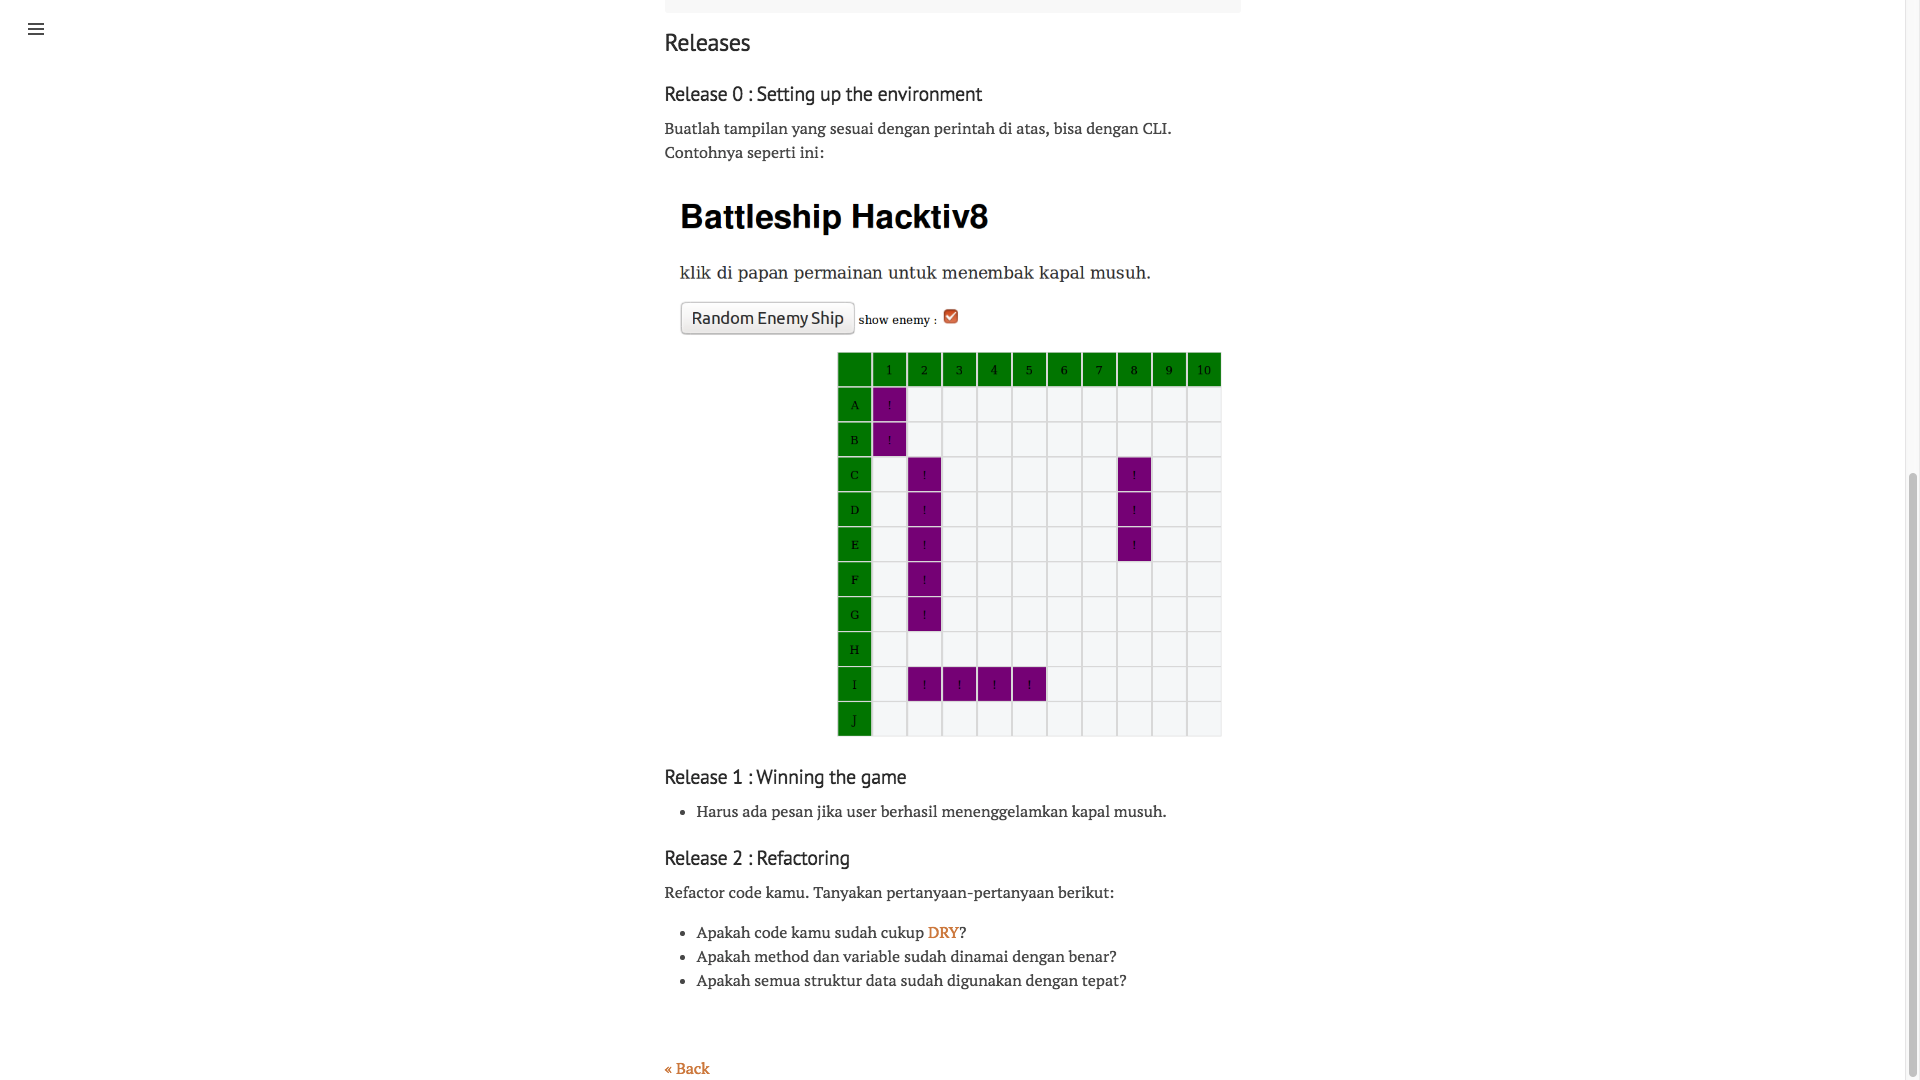 Releases
Release 0 : Setting up the environment
Buatlah tampilan yang sesuai dengan perintah di atas, bisa dengan CLI.
Contohnya seperti ini:
Battleship Hacktiv8
klik di papan permainan untuk menembak kapal musuh.
Random Enemy Ship show enemy :
1 2 3 4 5 6 7 8 9 10
A !
B !
C ! !
D ! !
E ! !
F !
G !
H
I ! ! ! !
J
Release 1 : Winning the game
• Harus ada pesan jika user berhasil menenggelamkan kapal musuh.
Release 2 : Refactoring
Refactor code kamu. Tanyakan pertanyaan-pertanyaan berikut:
• Apakah code kamu sudah cukup DRY?
• Apakah method dan variable sudah dinamai dengan benar?
• Apakah semua struktur data sudah digunakan dengan tepat?
« Back